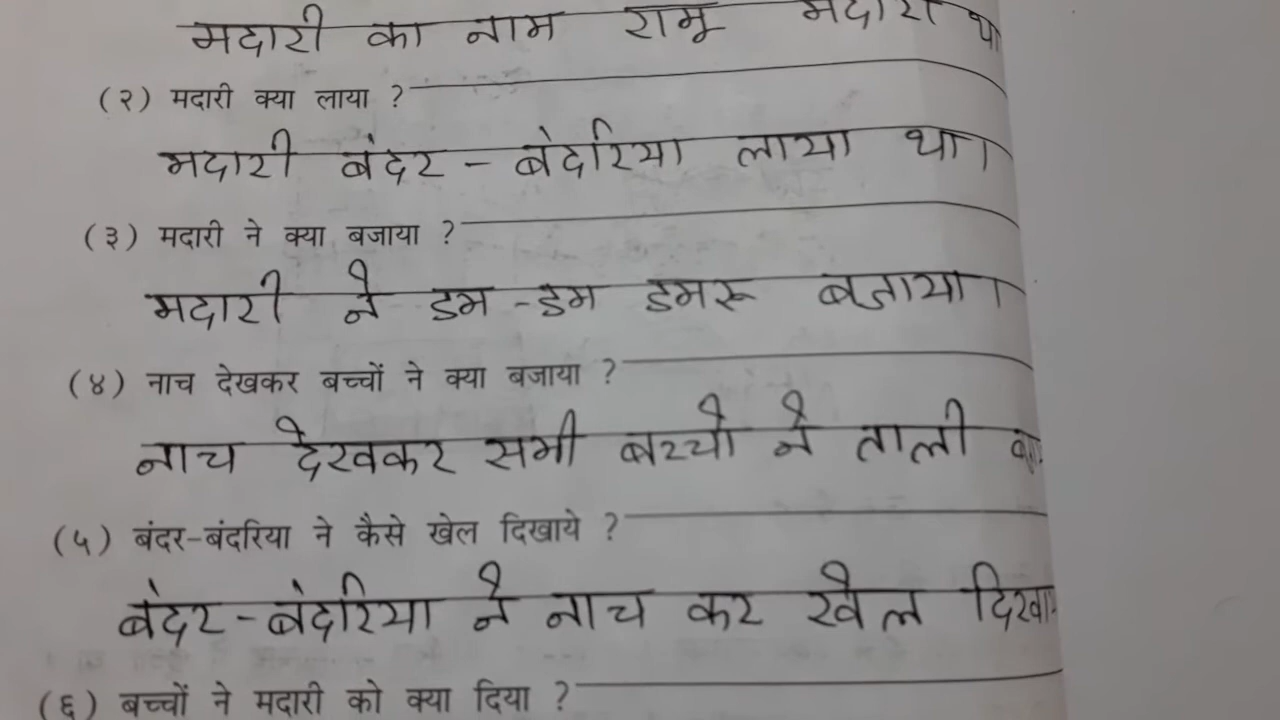 मदारी का नाम रामू मदारी था
(२) मदारी क्या लाया ?
मदारी बंदर - बंदरिया लाया था।
(३) मदारी ने क्या बजाया ?
मदारी ने डम -डम डमरू बजाया।
(४) नाच देखकर बच्चों ने क्या बजाया ?
नाच देखकर सभी बच्चो ने ताली
(५) बंदर-बंदरिया ने कैसे खेल दिखाये ?
बंदर-बंदरिया ने नाच कर खेल
(६) बच्चों ने मदारी को क्या दिया ?